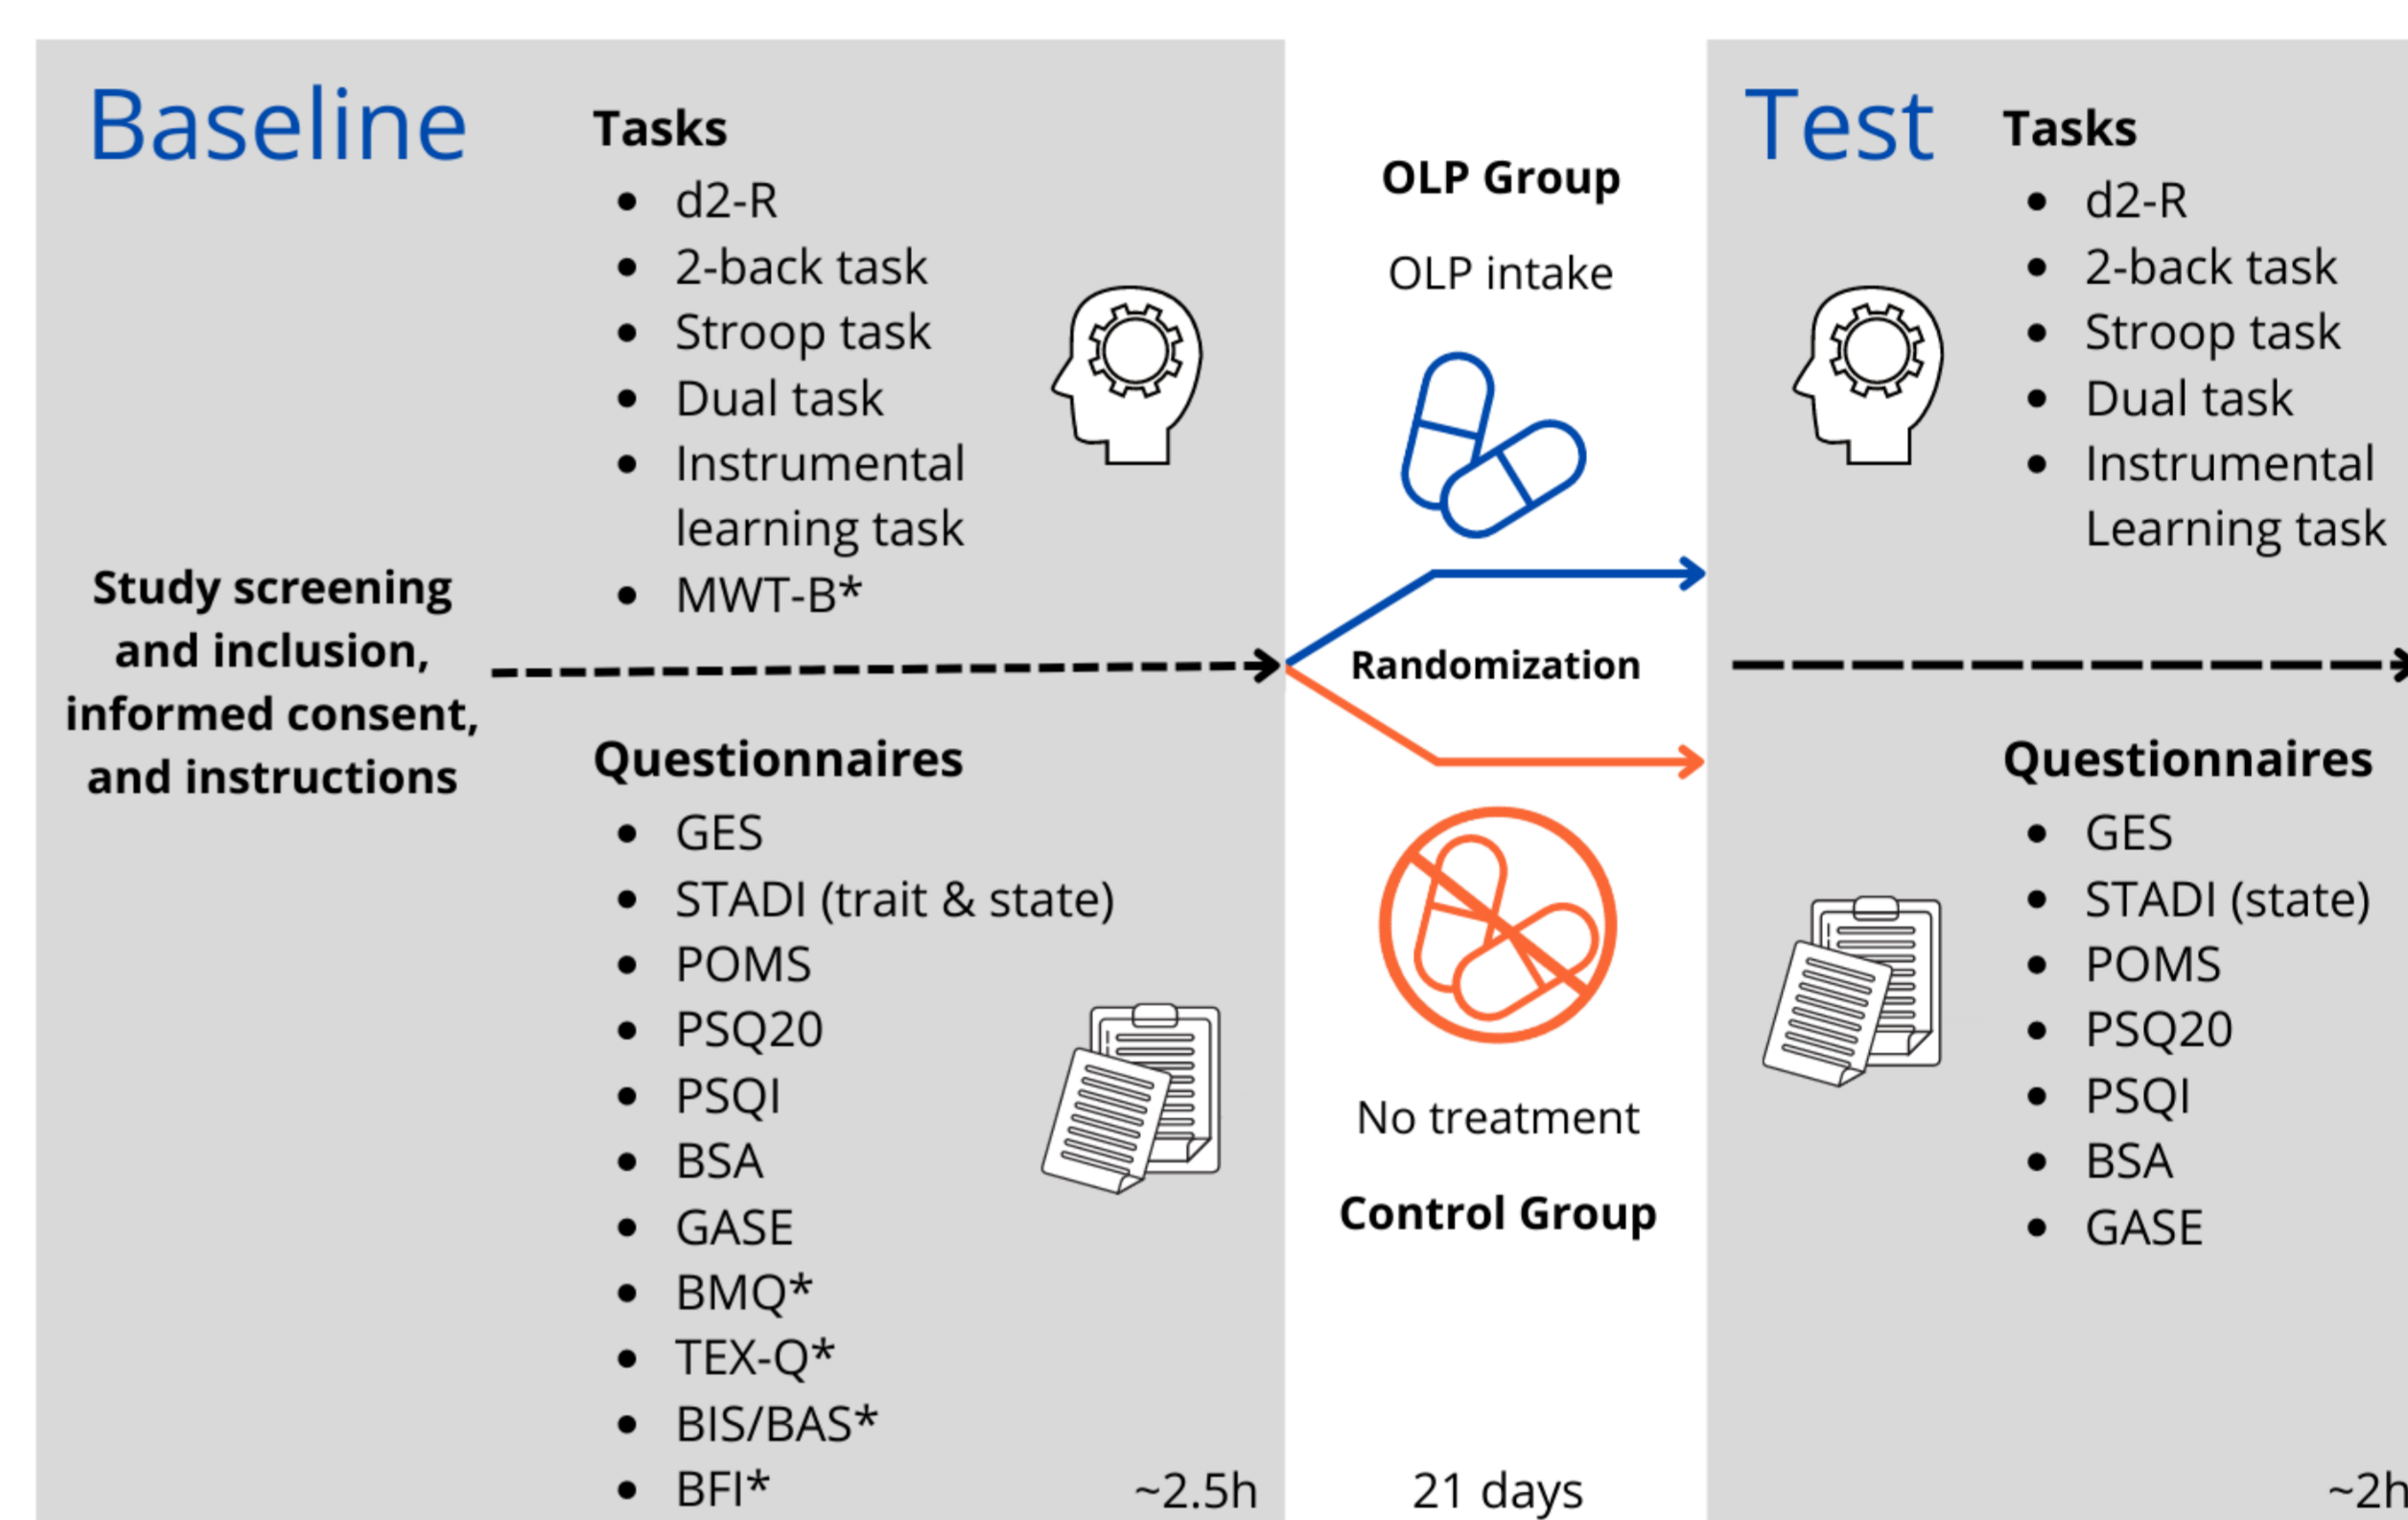 Baseline
Study screening
and inclusion,
informed consent,
and instructions
Tasks
• d2-R
• 2-back task
• Stroop task
• Dual task
• Instrumental
learning task
• MWT-B*
Questionnaires
• GES
• STADI (trait & state)
• POMS
• PSQ20
• PSQI
• BSA
• GASE
• BMQ*
• TEX-Q*
• BIS/BAS*
• BFI*
~2.5h
OLP Group
OLP intake
Randomization
No treatment
Control Group
21 days
Test
Tasks
• d2-R
• 2-back task
• Stroop task
• Dual task
• Instrumental
Learning task
Questionnaires
• GES
• STADI (state)
• POMS
• PSQ20
• PSQI
• BSA
• GASE
~2h